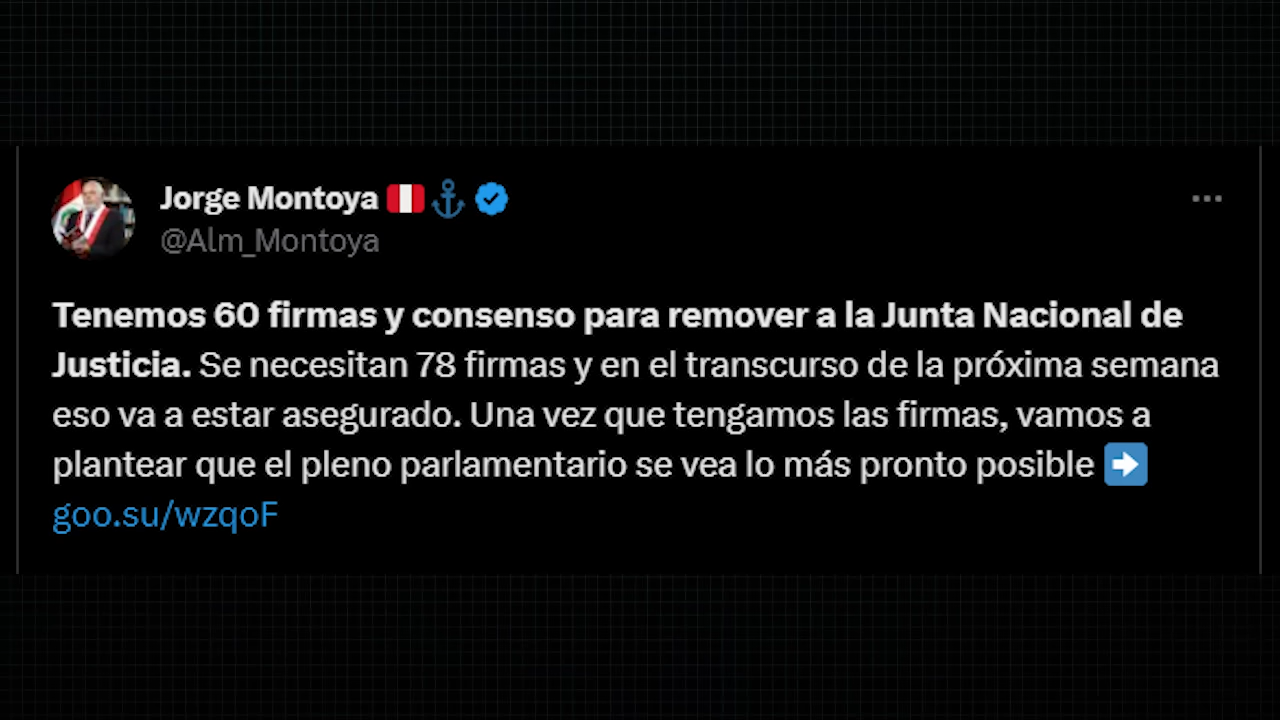 Jorge Montoya 🇵🇪⚓
@Alm_Montoya
Tenemos 60 firmas y consenso para remover a la Junta Nacional de
Justicia. Se necesitan 78 firmas y en el transcurso de la próxima semana
eso va a estar asegurado. Una vez que tengamos las firmas, vamos a
plantear que el pleno parlamentario se vea lo más pronto posible ➡️
goo.su/wzqoF